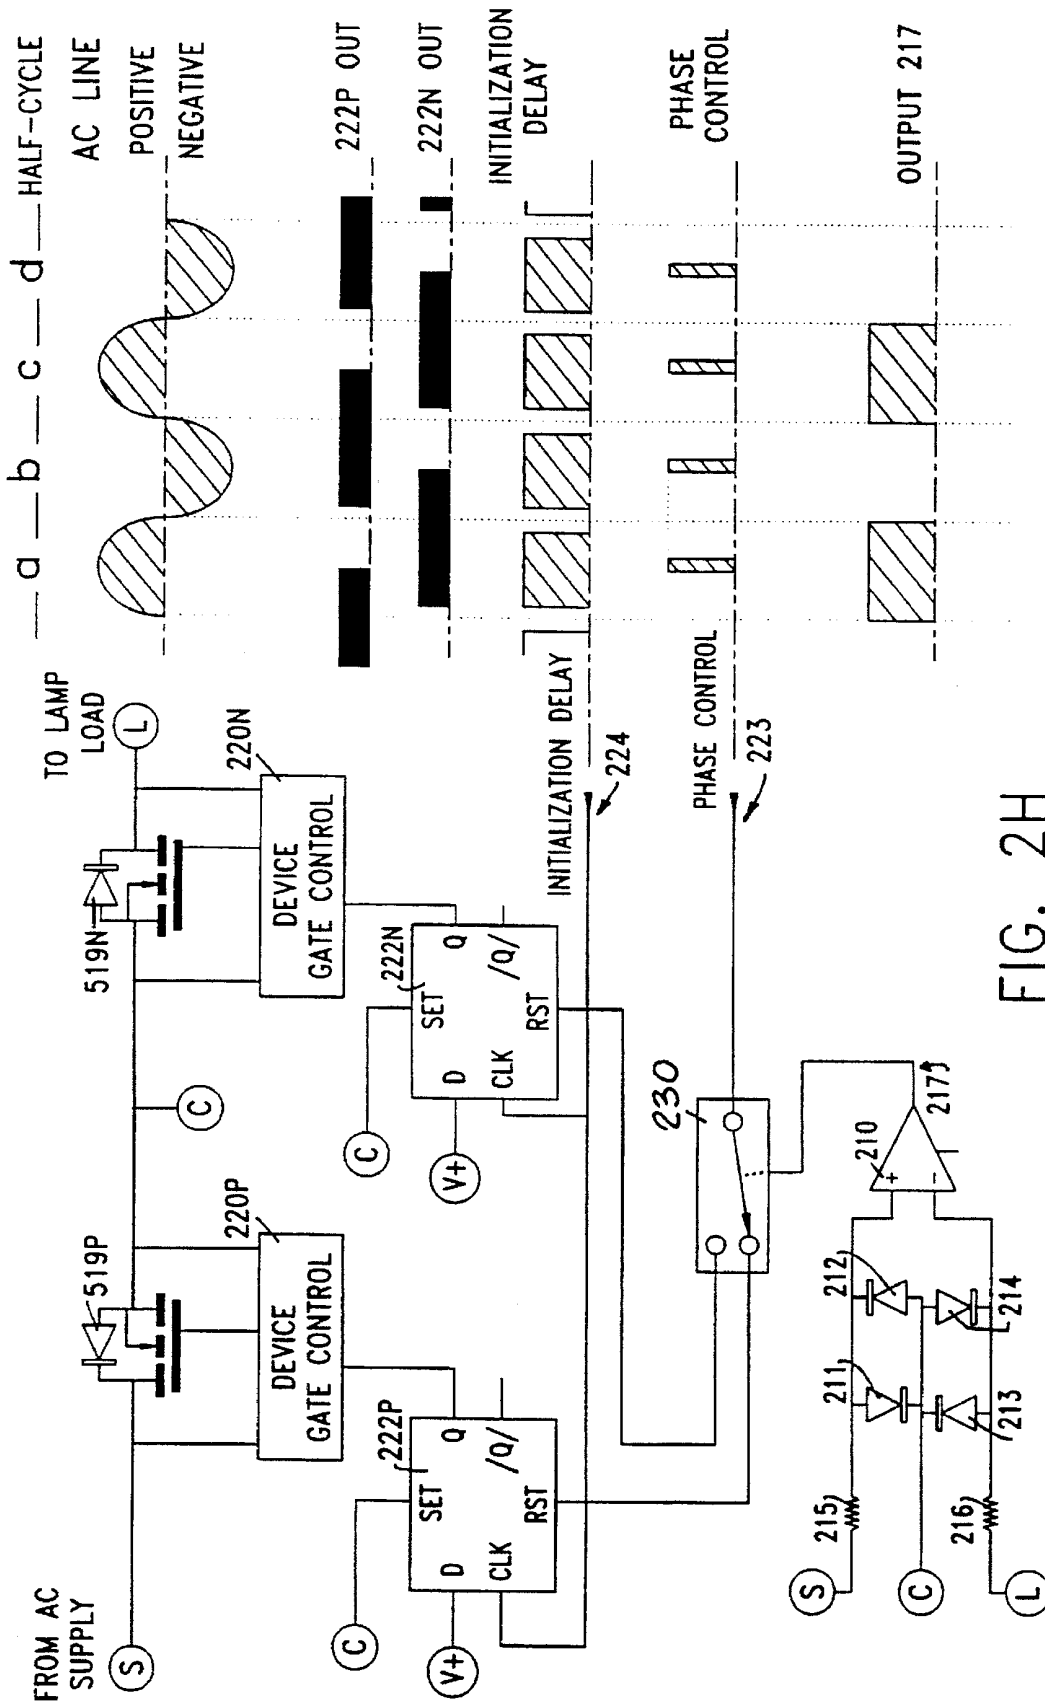 FROM AC
SUPPLY
S
519P
C
519N
TO LAMP
LOAD
L
220P
DEVICE
GATE CONTROL
220N
DEVICE
GATE CONTROL
C
V+
222P
SET
D
Q
CLK
/Q/
RST
C
V+
222N
SET
D
Q
CLK
/Q/
RST
INITIALIZATION DELAY
224
PHASE CONTROL
223
230
S
C
L
215
216
211
212
213
214
210
+
-
217
a b c d HALF-CYCLE
AC LINE
POSITIVE
NEGATIVE
222P OUT
222N OUT
INITIALIZATION
DELAY
PHASE
CONTROL
OUTPUT 217
FIG. 2H